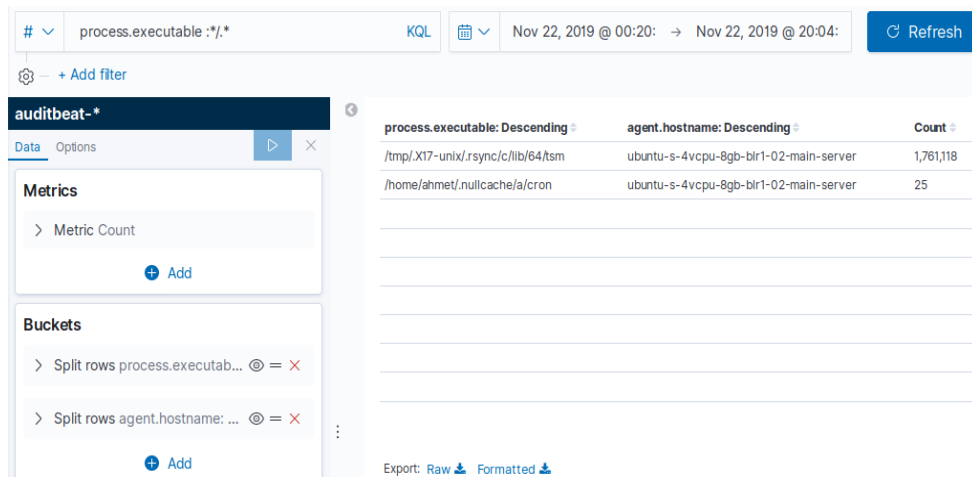 # process.executable :*/.* KQL Nov 22, 2019 @ 00:20: → Nov 22, 2019 @ 20:04: Refresh
+ Add filter
auditbeat-*
Data Options
Metrics
Metric Count
Add
Buckets
Split rows process.executab...
Split rows agent.hostname: ...
Add
process.executable: Descending agent.hostname: Descending Count
/tmp/.X17-unix/.rsync/c/lib/64/tsm ubuntu-s-4vcpu-8gb-blr1-02-main-server 1,761,118
/home/ahmet/.nullcache/a/cron ubuntu-s-4vcpu-8gb-blr1-02-main-server 25
Export: Raw Formatted